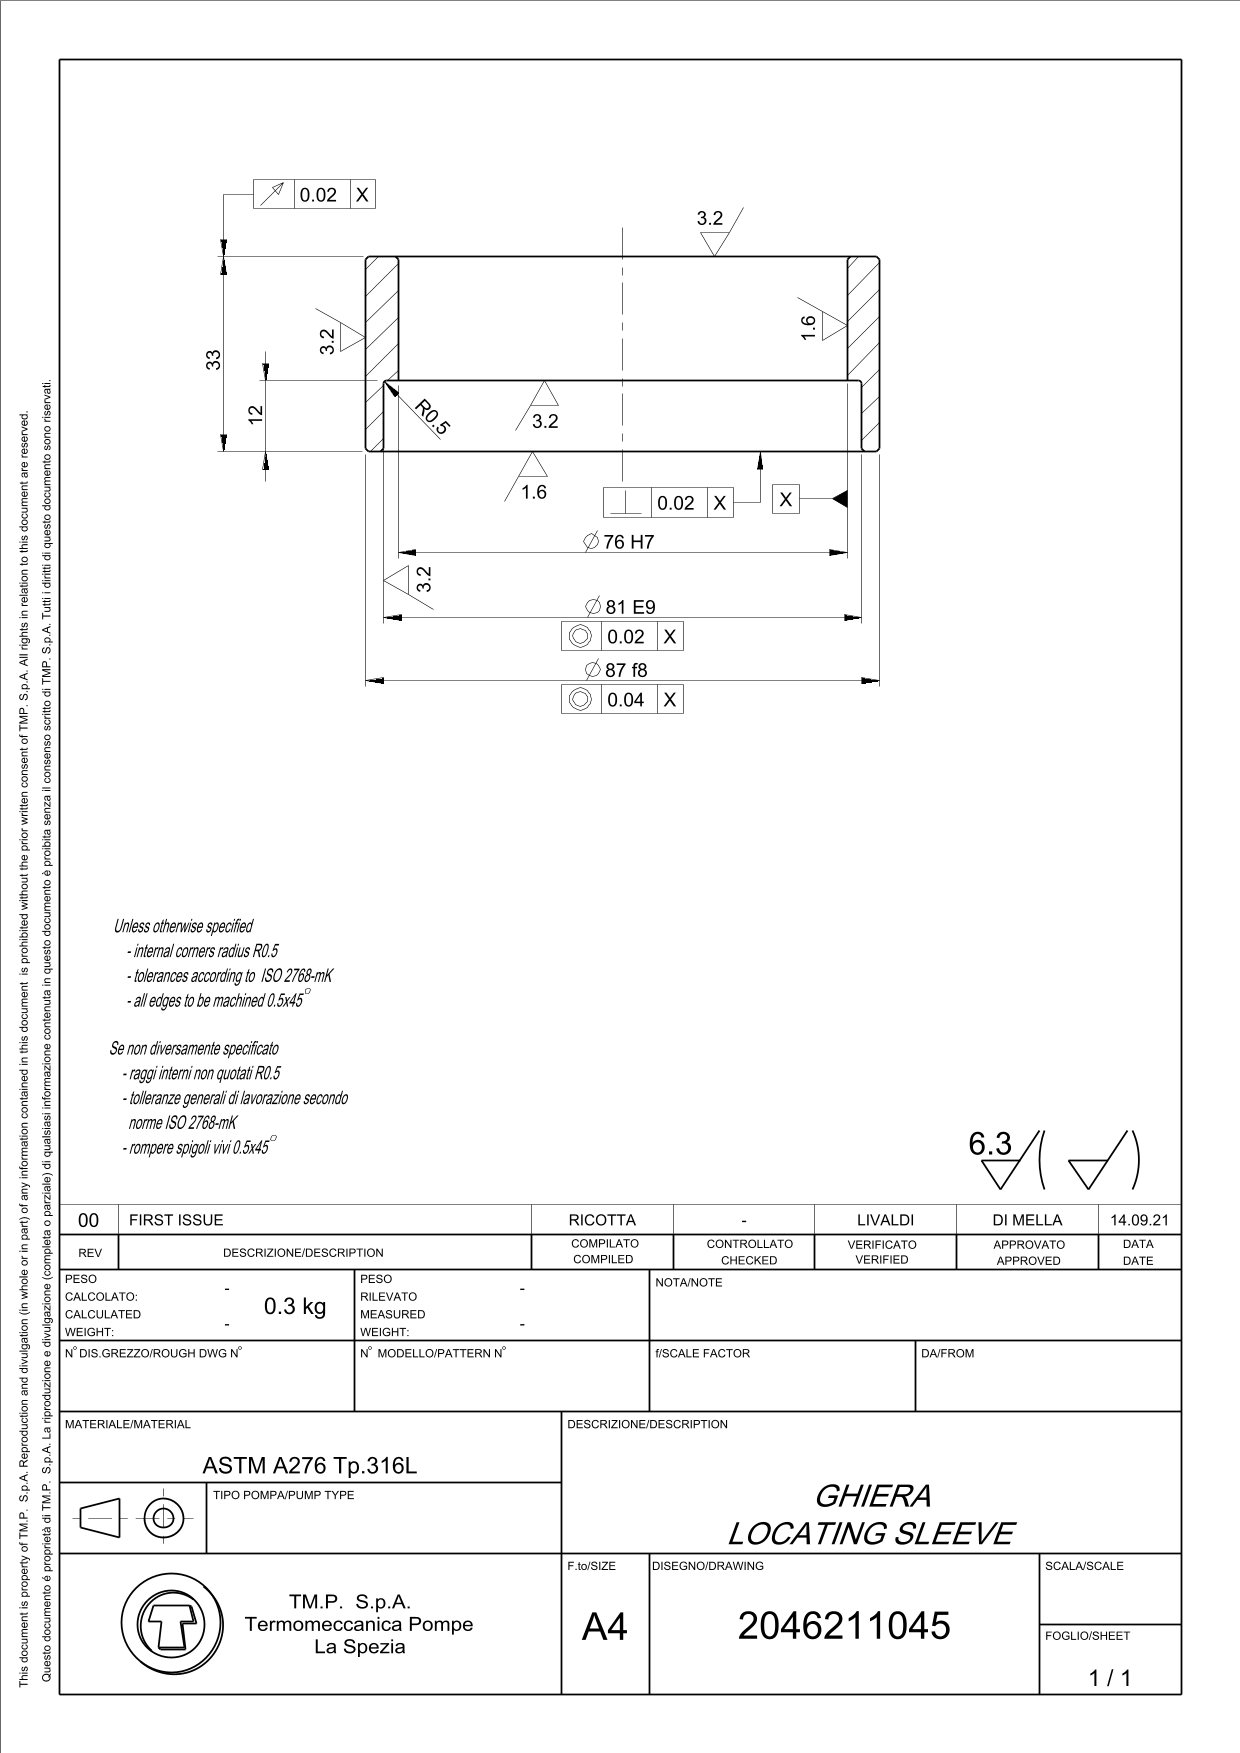 0.02 X
3.2
3.2
1.6
33
12
R0.5
3.2
1.6
0.02 X
X
⌀ 76 H7
3.2
⌀ 81 E9
0.02 X
⌀ 87 f8
0.04 X
Unless otherwise specified
- internal corners radius R0.5
- tolerances according to ISO 2768-mK
- all edges to be machined 0.5x45°
Se non diversamente specificato
- raggi interni non quotati R0.5
- tolleranze generali di lavorazione secondo
norme ISO 2768-mK
- rompere spigoli vivi 0.5x45°
6.3 ( )
00 FIRST ISSUE RICOTTA - LIVALDI DI MELLA 14.09.21
REV DESCRIZIONE/DESCRIPTION COMPILATO COMPILED CONTROLLATO CHECKED VERIFICATO VERIFIED APPROVATO APPROVED DATA DATE
PESO
CALCOLATO: -
CALCULATED 0.3 kg
WEIGHT: -
PESO
RILEVATO -
MEASURED
WEIGHT: -
NOTA/NOTE
N° DIS.GREZZO/ROUGH DWG N°
N° MODELLO/PATTERN N°
f/SCALE FACTOR
DA/FROM
MATERIALE/MATERIAL
ASTM A276 Tp.316L
DESCRIZIONE/DESCRIPTION
GHIERA
LOCATING SLEEVE
TIPO POMPA/PUMP TYPE
TM.P. S.p.A.
Termomeccanica Pompe
La Spezia
F.to/SIZE
A4
DISEGNO/DRAWING
2046211045
SCALA/SCALE
FOGLIO/SHEET
1 / 1
This document is property of TM.P. S.p.A. Reproduction and divulgation (in whole or in part) of any information contained in this document is prohibited without the prior written consent of TMP. S.p.A. All rights in relation to this document are reserved.
Questo documento è proprietà di TM.P. S.p.A. La riproduzione e divulgazione (completa o parziale) di qualsiasi informazione contenuta in questo documento è proibita senza il consenso scritto di TMP. S.p.A. Tutti i diritti di questo documento sono riservati.